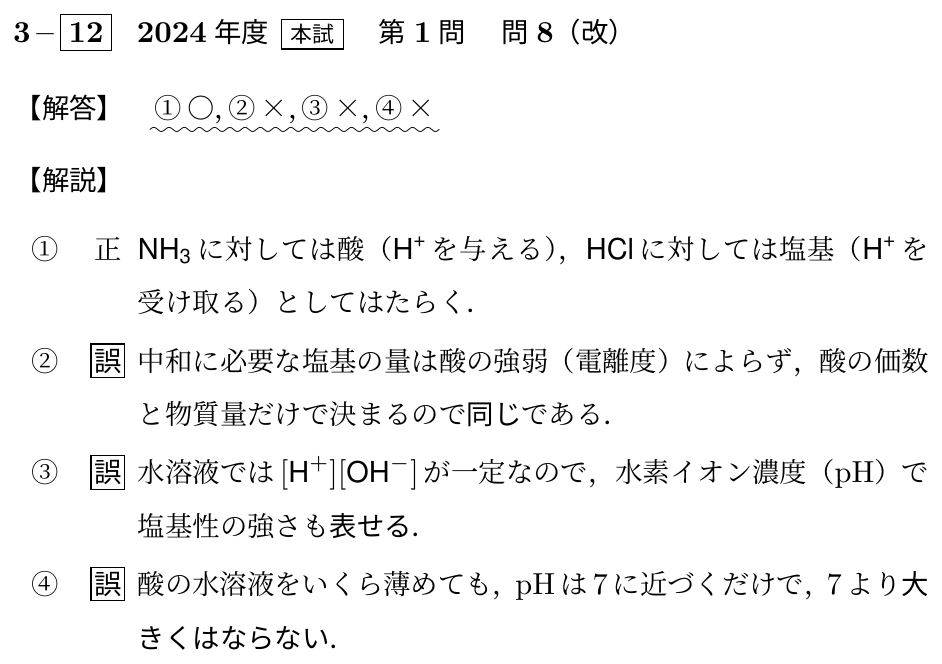 3–12 2024 年度 本試 第 1 問 問 8（改）
【解答】 ① ○, ② ×, ③ ×, ④ ×
【解説】
① 正 NH₃ に対しては酸（H⁺ を与える），HCl に対しては塩基（H⁺ を
受け取る）としてはたらく．
② 誤 中和に必要な塩基の量は酸の強弱（電離度）によらず，酸の価数
と物質量だけで決まるので同じである．
③ 誤 水溶液では [H⁺][OH⁻] が一定なので，水素イオン濃度（pH）で
塩基性の強さも表せる．
④ 誤 酸の水溶液をいくら薄めても，pH は 7 に近づくだけで，7 より大
きくはならない．